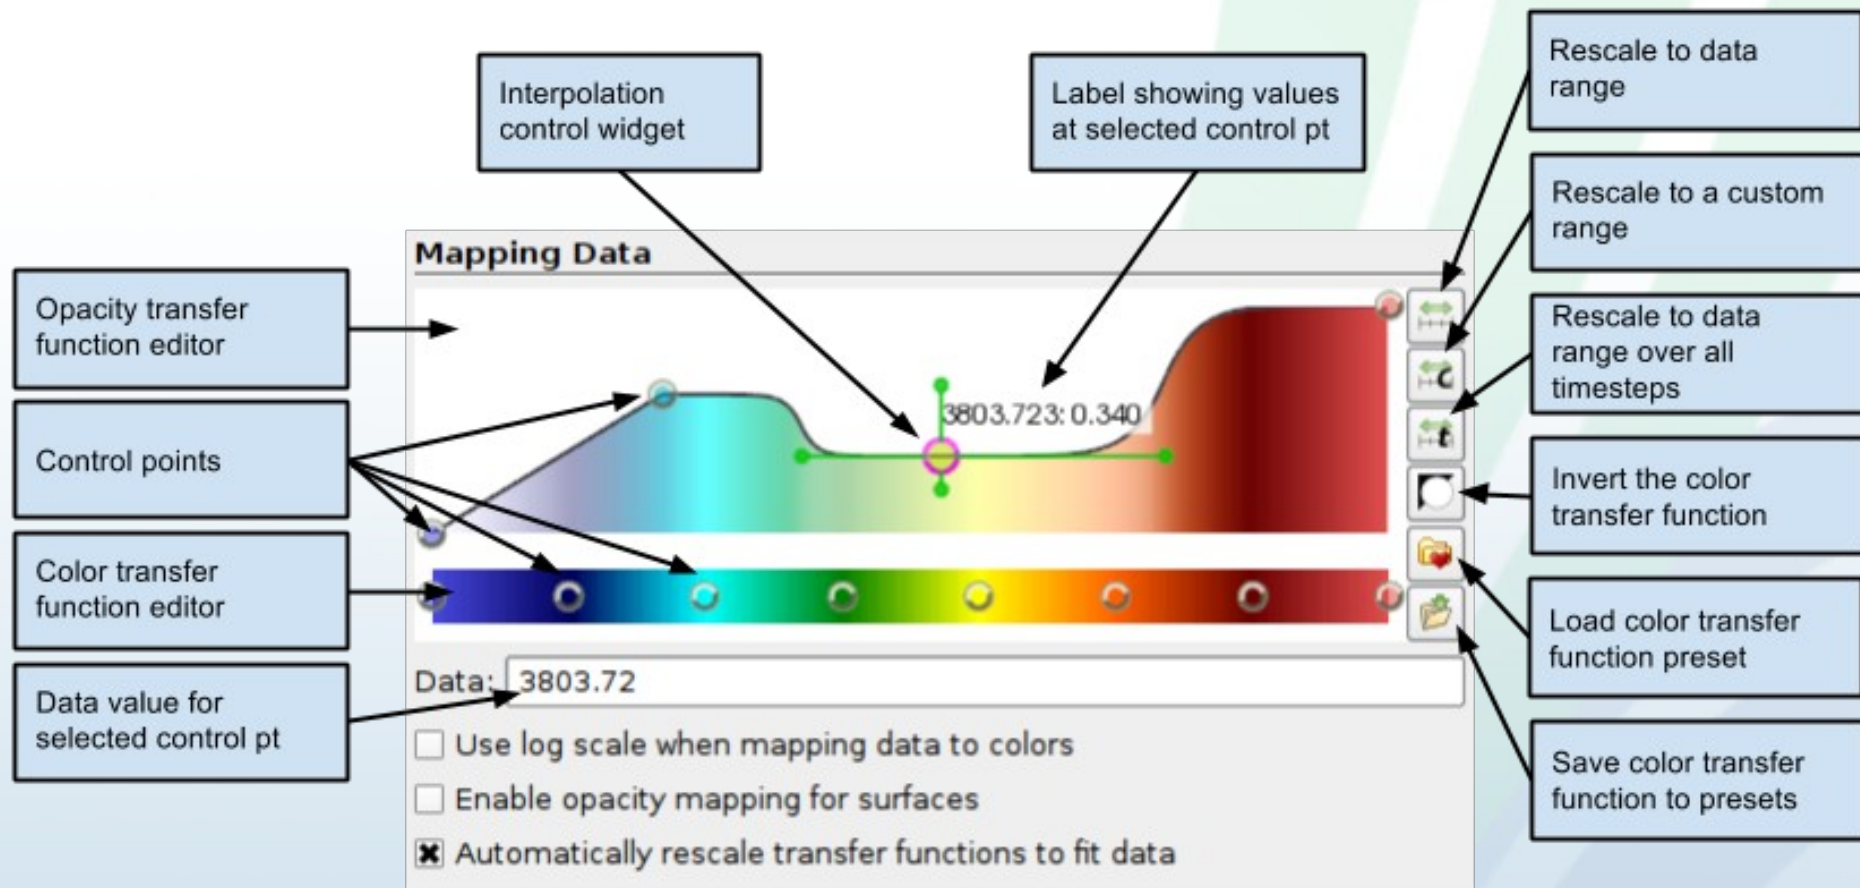 Interpolation
control widget
Label showing values
at selected control pt
Rescale to data
range
Rescale to a custom
range
Rescale to data
range over all
timesteps
Invert the color
transfer function
Load color transfer
function preset
Save color transfer
function to presets
Opacity transfer
function editor
Control points
Color transfer
function editor
Data value for
selected control pt
Mapping Data
3803.723: 0.340
c
t
Data: 3803.72
Use log scale when mapping data to colors
Enable opacity mapping for surfaces
Automatically rescale transfer functions to fit data